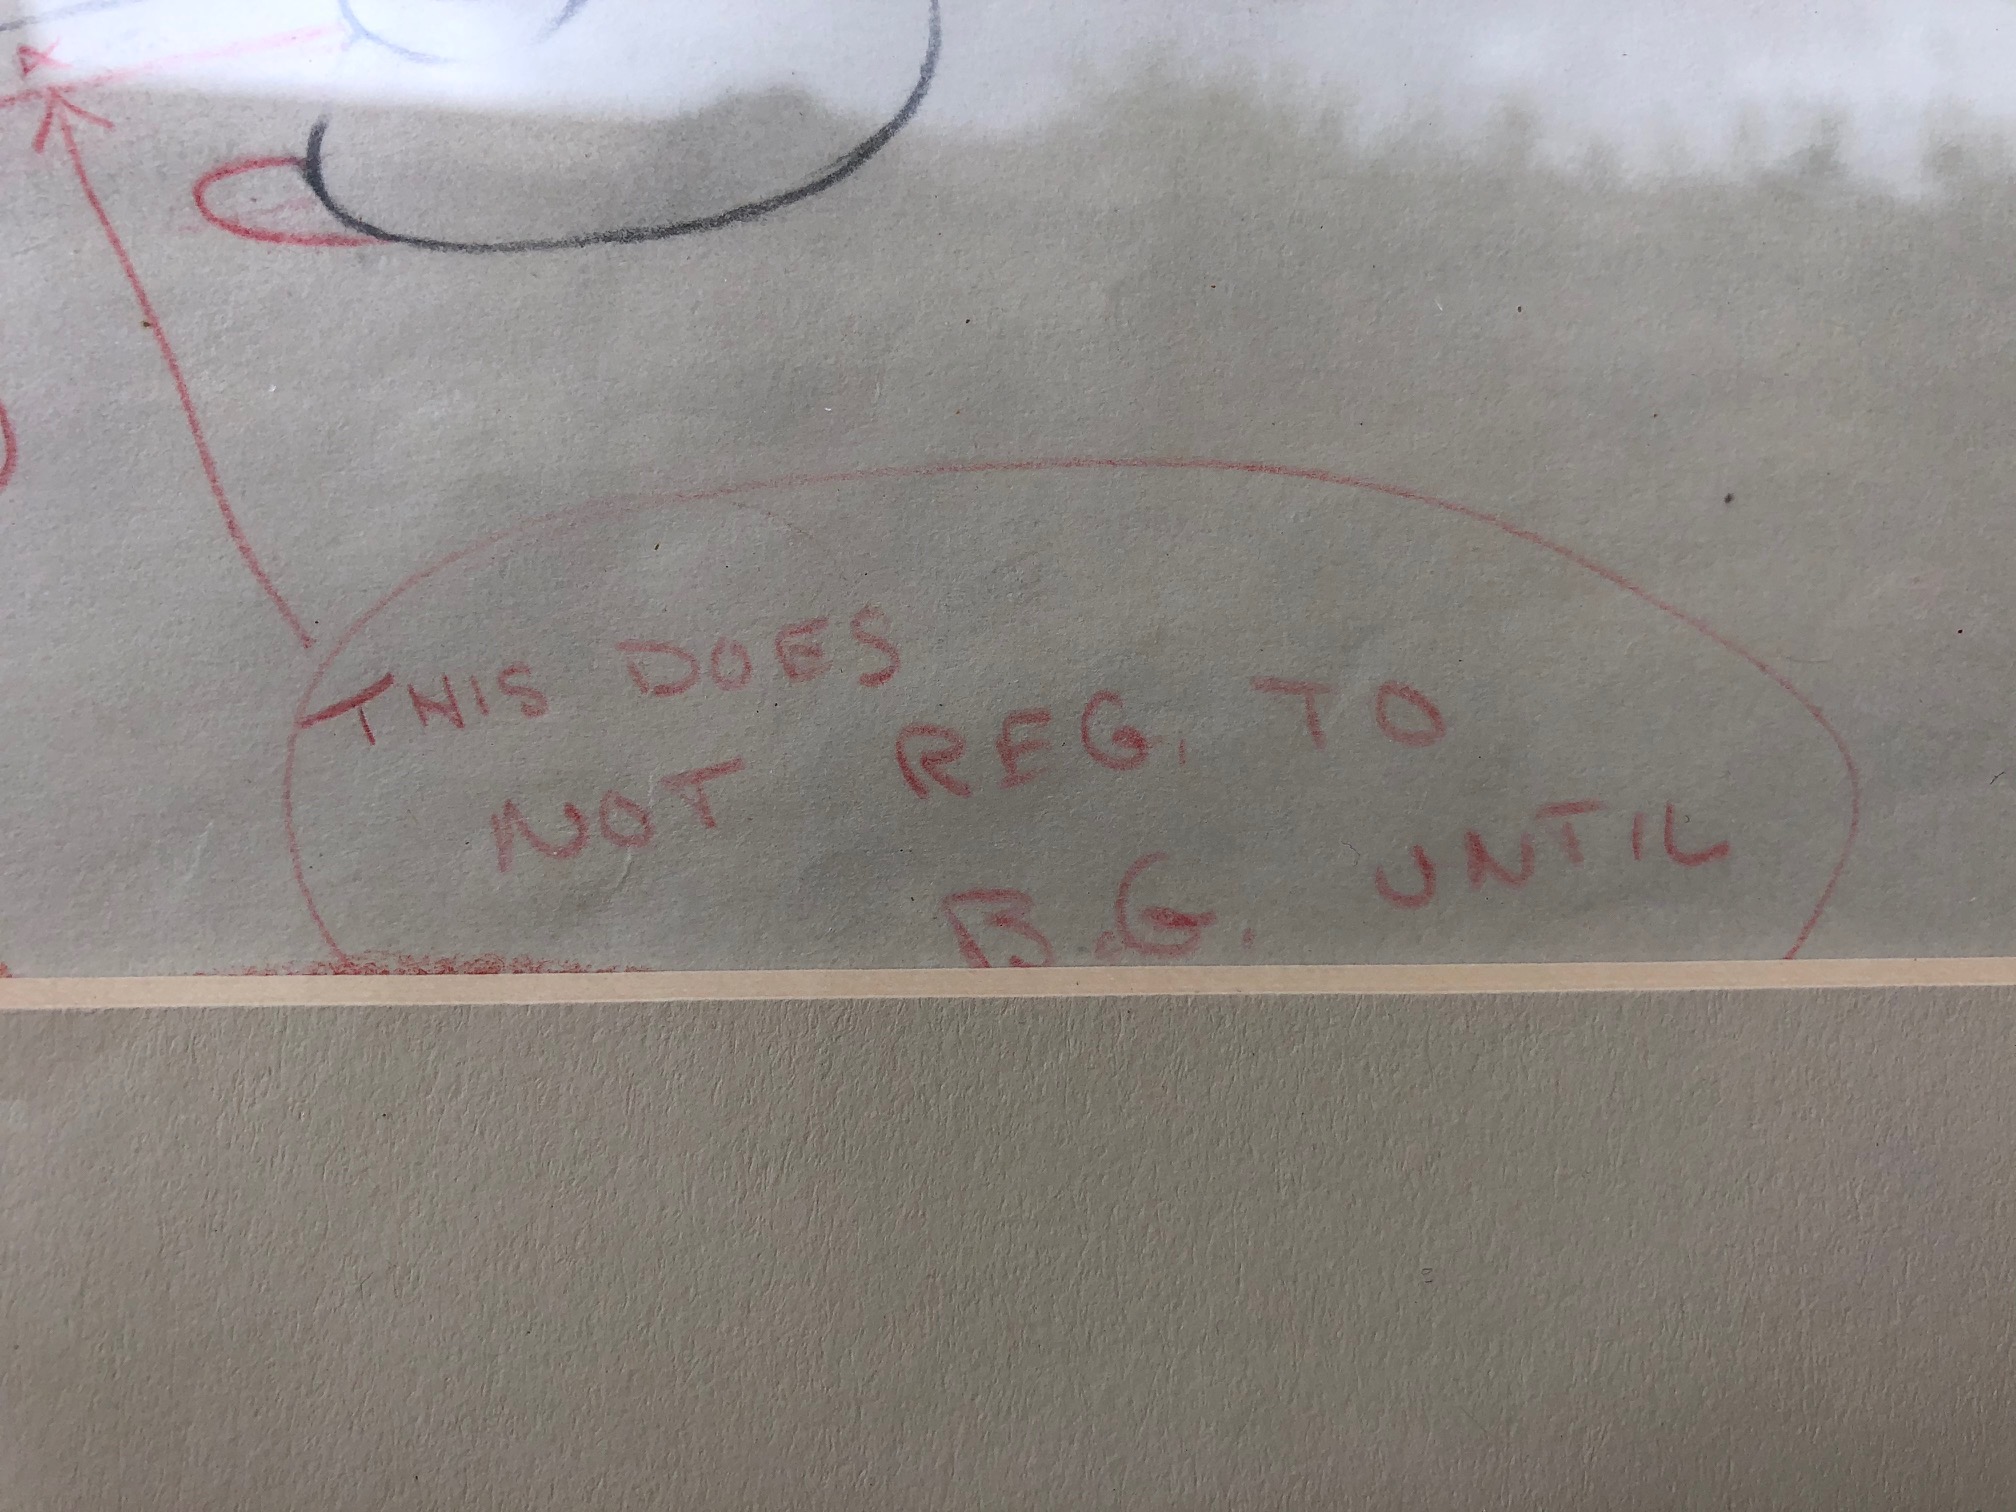 THIS DOES
NOT REG. TO
B.G. UNTIL